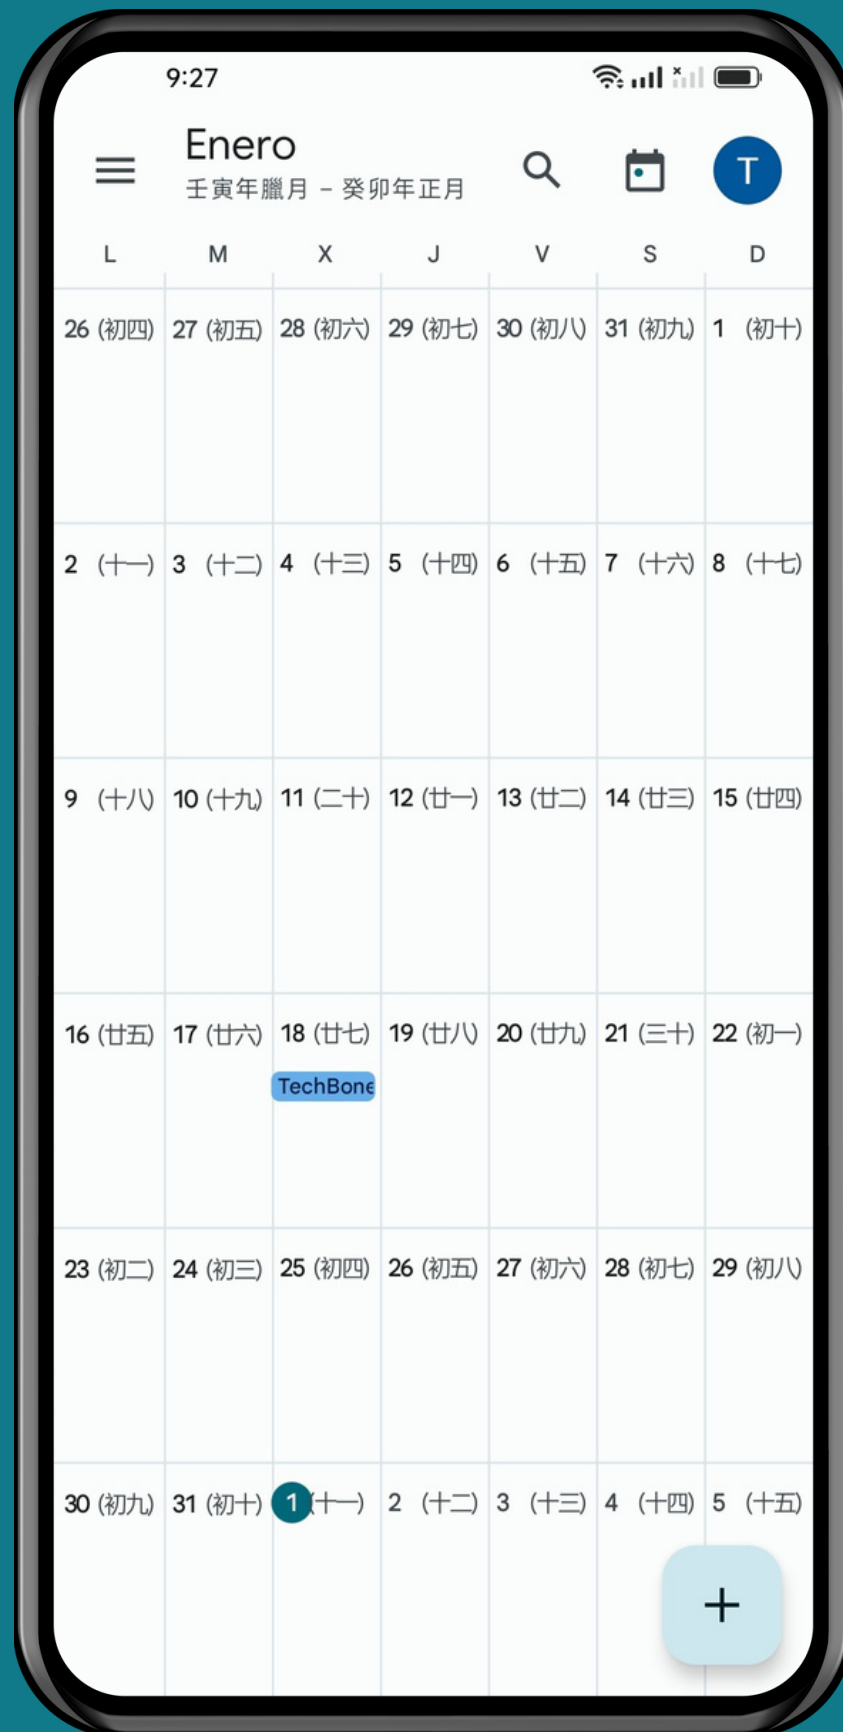 9:27
Enero
壬寅年臘月 – 癸卯年正月
T
L M X J V S D
26 (初四) 27 (初五) 28 (初六) 29 (初七) 30 (初八) 31 (初九) 1 (初十)
2 (十一) 3 (十二) 4 (十三) 5 (十四) 6 (十五) 7 (十六) 8 (十七)
9 (十八) 10 (十九) 11 (二十) 12 (廿一) 13 (廿二) 14 (廿三) 15 (廿四)
16 (廿五) 17 (廿六) 18 (廿七) 19 (廿八) 20 (廿九) 21 (三十) 22 (初一)
TechBone
23 (初二) 24 (初三) 25 (初四) 26 (初五) 27 (初六) 28 (初七) 29 (初八)
30 (初九) 31 (初十) 1 (十一) 2 (十二) 3 (十三) 4 (十四) 5 (十五)
+